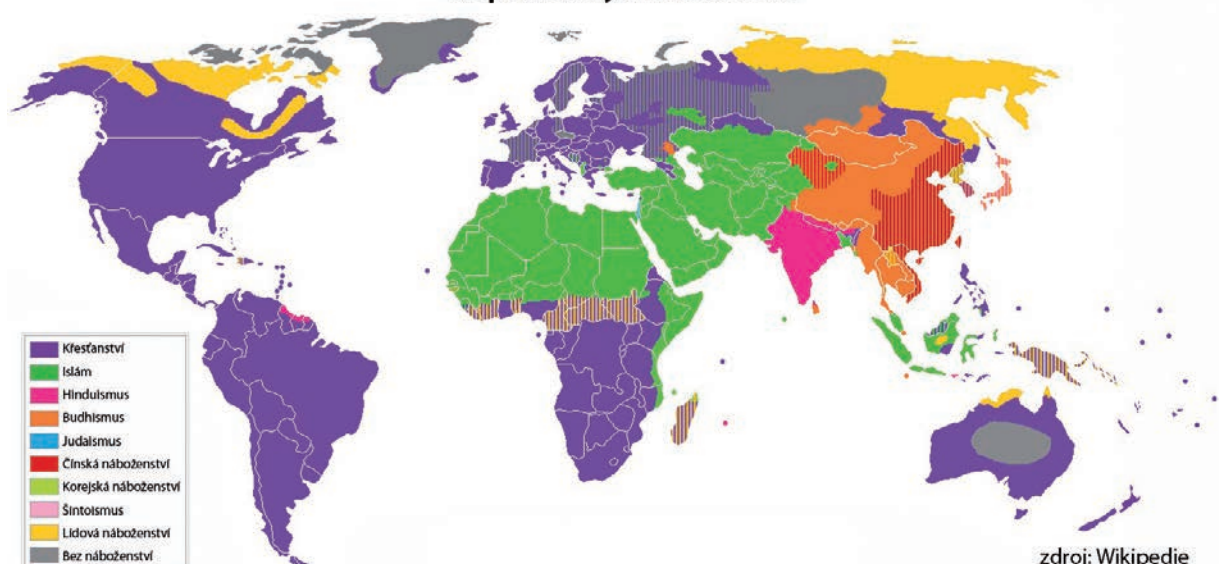 Křesťanství
Islám
Hinduismus
Budhismus
Judaismus
Čínská náboženství
Korejská náboženství
Šintoismus
Lidová náboženství
Bez náboženství
zdroj: Wikipedie